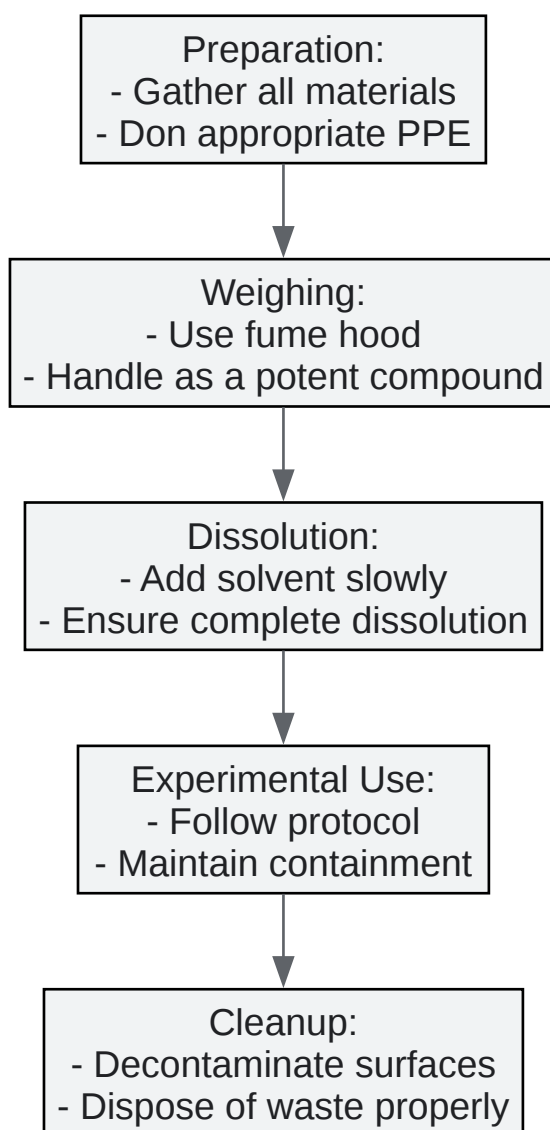 Preparation:
- Gather all materials
- Don appropriate PPE
Weighing:
- Use fume hood
- Handle as a potent compound
Dissolution:
- Add solvent slowly
- Ensure complete dissolution
Experimental Use:
- Follow protocol
- Maintain containment
Cleanup:
- Decontaminate surfaces
- Dispose of waste properly